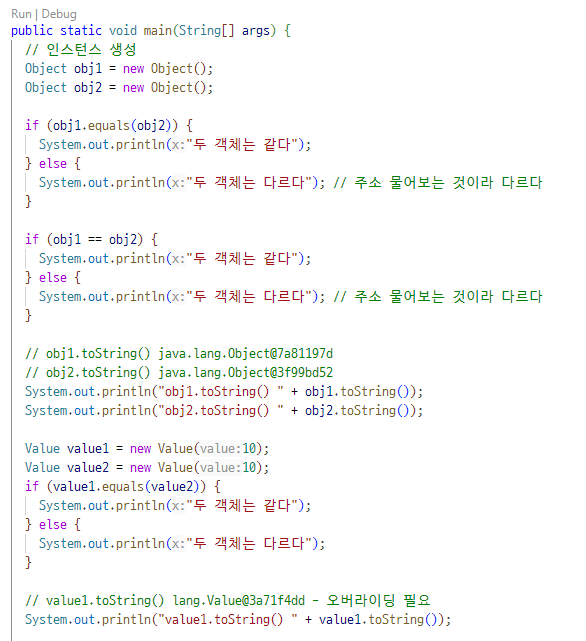 Run | Debug
public static void main(String[] args) {
// 인스턴스 생성
Object obj1 = new Object();
Object obj2 = new Object();
if (obj1.equals(obj2)) {
System.out.println(x:"두 객체는 같다");
} else {
System.out.println(x:"두 객체는 다르다"); // 주소 물어보는 것이라 다르다
}
if (obj1 == obj2) {
System.out.println(x:"두 객체는 같다");
} else {
System.out.println(x:"두 객체는 다르다"); // 주소 물어보는 것이라 다르다
}
// obj1.toString() java.lang.Object@7a81197d
// obj2.toString() java.lang.Object@3f99bd52
System.out.println("obj1.toString() " + obj1.toString());
System.out.println("obj2.toString() " + obj2.toString());
Value value1 = new Value(value:10);
Value value2 = new Value(value:10);
if (value1.equals(value2)) {
System.out.println(x:"두 객체는 같다");
} else {
System.out.println(x:"두 객체는 다르다");
}
// value1.toString() lang.Value@3a71f4dd - 오버라이딩 필요
System.out.println("value1.toString() " + value1.toString());